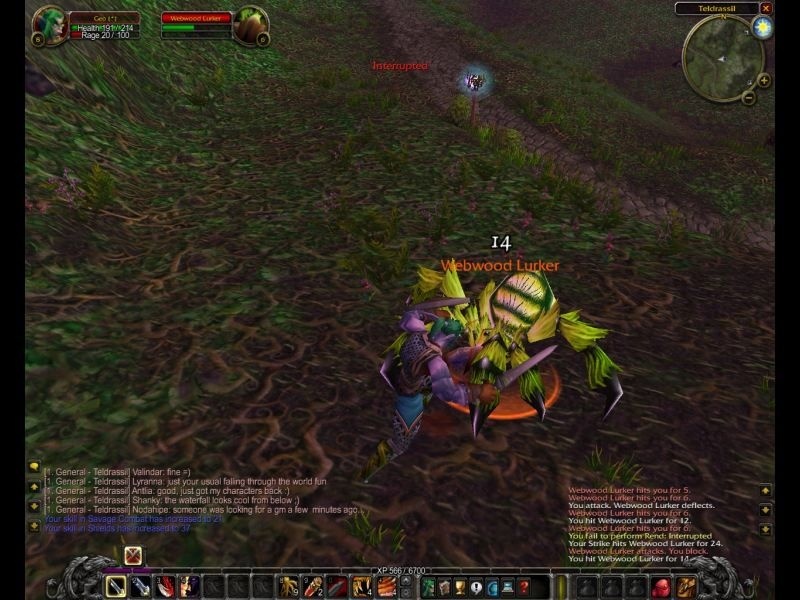 Geo (*)
Webwood Lurker
Teldrassil
Health 191 / 214
Rage 20 / 100
N
Interrupted
14
Webwood Lurker
[1. General - Teldrassil] Valindar: fine =)
[1. General - Teldrassil] Lyranna: just your usual falling through the world fun
[1. General - Teldrassil] Antlia: good, just got my characters back :)
[1. General - Teldrassil] Shanky: the waterfall looks cool from below ;)
[1. General - Teldrassil] Nodahipe: someone was looking for a gm a few minutes ago...
Your skill in Savage Combat has increased to 21.
Your skill in Shields has increased to 37
Webwood Lurker hits you for 5.
Webwood Lurker hits you for 6.
You attack. Webwood Lurker deflects.
Webwood Lurker hits you for 6.
You hit Webwood Lurker for 12.
Webwood Lurker hits you for 6.
You fail to perform Rend: Interrupted
Your Strike hits Webwood Lurker for 24.
Webwood Lurker attacks. You block.
You hit Webwood Lurker for 14
XP 566 / 6700